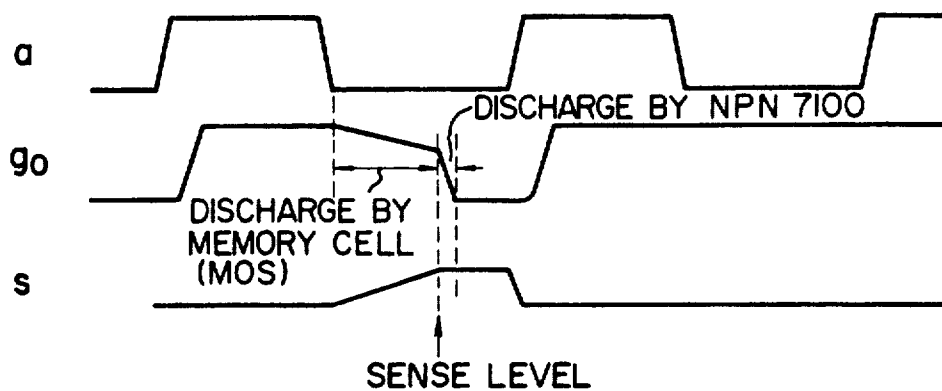 a
DISCHARGE BY NPN 7100
go
DISCHARGE BY
MEMORY CELL
(MOS)
s
SENSE LEVEL